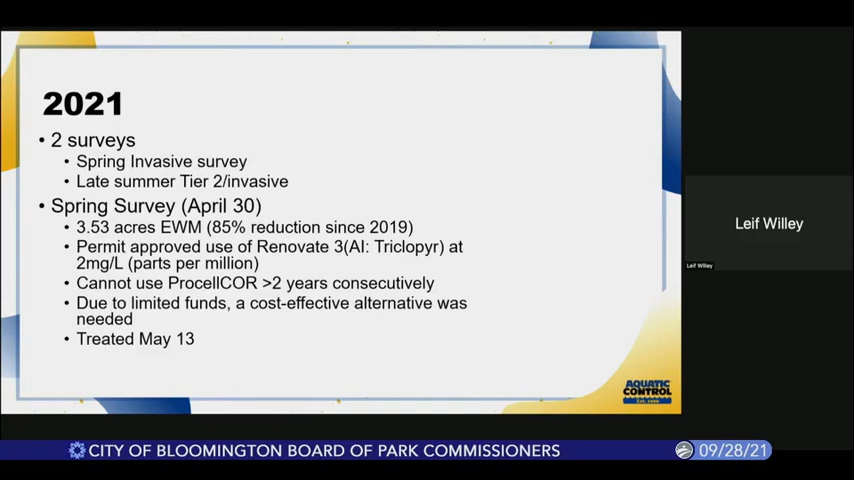 2021
• 2 surveys
• Spring Invasive survey
• Late summer Tier 2/invasive
• Spring Survey (April 30)
• 3.53 acres EWM (85% reduction since 2019)
• Permit approved use of Renovate 3(AI: Triclopyr) at
2mg/L (parts per million)
• Cannot use ProcellCOR >2 years consecutively
• Due to limited funds, a cost-effective alternative was
needed
• Treated May 13
AQUATIC
CONTROL
Leif Willey
Leif Willey
CITY OF BLOOMINGTON BOARD OF PARK COMMISSIONERS
09/28/21